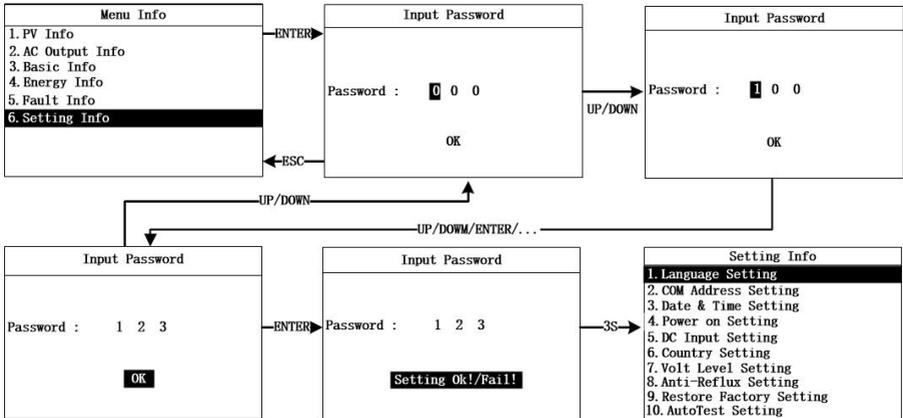 Menu Info
1. PV Info
2. AC Output Info
3. Basic Info
4. Energy Info
5. Fault Info
6. Setting Info
ENTER
ESC
Input Password
Password : 0 0 0
OK
UP/DOWN
Input Password
Password : 1 0 0
OK
UP/DOWN
UP/DOWM/ENTER/...
Input Password
Password : 1 2 3
OK
ENTER
Input Password
Password : 1 2 3
Setting Ok!/Fail!
3S
Setting Info
1. Language Setting
2. COM Address Setting
3. Date & Time Setting
4. Power on Setting
5. DC Input Setting
6. Country Setting
7. Volt Level Setting
8. Anti-Reflux Setting
9. Restore Factory Setting
10. AutoTest Setting